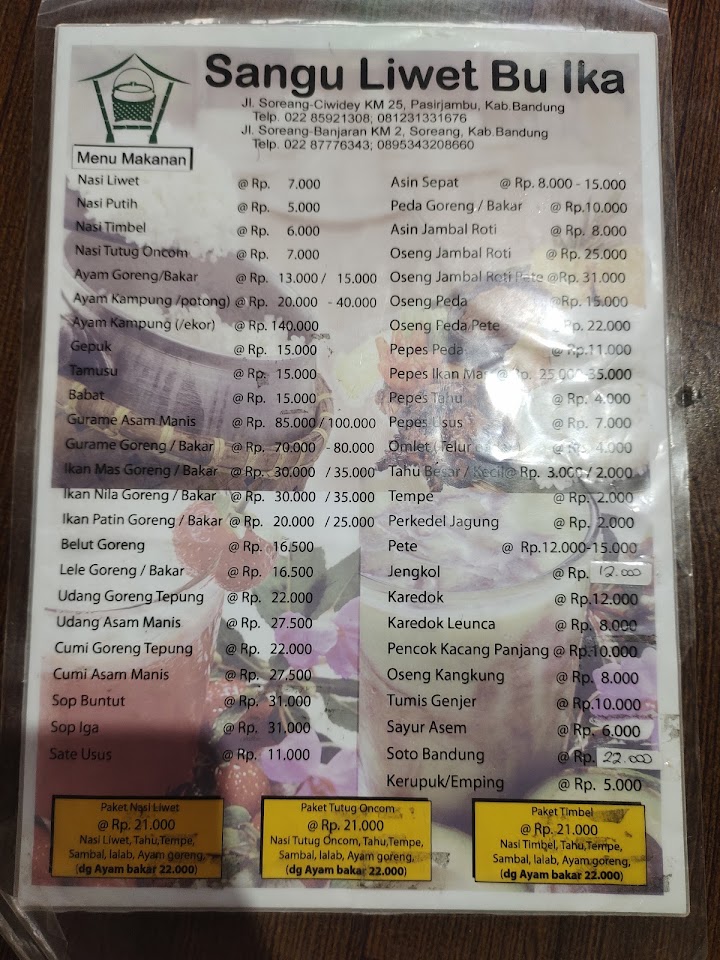 Sangu Liwet Bu Ika
Jl. Soreang-Ciwidey KM 25, Pasirjambu, Kab.Bandung
Telp. 022 85921308; 081231331676
Jl. Soreang-Banjaran KM 2, Soreang, Kab.Bandung
Telp. 022 87776343; 0895343208660
Menu Makanan
Nasi Liwet @ Rp. 7.000
Nasi Putih @ Rp. 5.000
Nasi Timbel @ Rp. 6.000
Nasi Tutug Oncom @ Rp. 7.000
Ayam Goreng/Bakar @ Rp. 13.000 / 15.000
Ayam Kampung /potong) @ Rp. 20.000 - 40.000
Ayam Kampung (/ekor) @ Rp. 140.000
Gepuk @ Rp. 15.000
Tamusu @ Rp. 15.000
Babat @ Rp. 15.000
Gurame Asam Manis @ Rp. 85.000 / 100.000
Gurame Goreng / Bakar @ Rp. 70.000 - 80.000
Ikan Mas Goreng / Bakar @ Rp. 30.000 / 35.000
Ikan Nila Goreng / Bakar @ Rp. 30.000 / 35.000
Ikan Patin Goreng / Bakar @ Rp. 20.000 / 25.000
Belut Goreng @ Rp. 16.500
Lele Goreng / Bakar @ Rp. 16.500
Udang Goreng Tepung @ Rp. 22.000
Udang Asam Manis @ Rp. 27.500
Cumi Goreng Tepung @ Rp. 22.000
Cumi Asam Manis @ Rp. 27.500
Sop Buntut @ Rp. 31.000
Sop Iga @ Rp. 31.000
Sate Usus @ Rp. 11.000
Asin Sepat @ Rp. 8.000 - 15.000
Peda Goreng / Bakar @ Rp.10.000
Asin Jambal Roti @ Rp. 8.000
Oseng Jambal Roti @ Rp. 25.000
Oseng Jambal Roti Pete @Rp. 31.000
Oseng Peda @Rp. 15.000
Oseng Peda Pete Rp. 22.000
Pepes Peda @ Rp.11.000
Pepes Ikan Mas @ Rp. 25.000-35.000
Pepes Tahu @ Rp. 4.000
Pepes Usus @ Rp. 7.000
Omlet (Telur @ Rp. 4.000
Tahu Besar / Kecil@ Rp. 3.000 / 2.000
Tempe @ Rp. 2.000
Perkedel Jagung @ Rp. 2.000
Pete @ Rp.12.000-15.000
Jengkol @ Rp. 12.000
Karedok @ Rp.12.000
Karedok Leunca @ Rp. 8.000
Pencok Kacang Panjang @ Rp.10.000
Oseng Kangkung @ Rp. 8.000
Tumis Genjer @ Rp.10.000
Sayur Asem @ Rp. 6.000
Soto Bandung @ Rp. 22.000
Kerupuk/Emping @ Rp. 5.000
Paket Nasi Liwet
@ Rp. 21.000
Nasi Liwet, Tahu,Tempe,
Sambal, lalab, Ayam goreng,
(dg Ayam bakar 22.000)
Paket Tutug Oncom
@ Rp. 21.000
Nasi Tutug Oncom, Tahu,Tempe,
Sambal, lalab, Ayam goreng,
(dg Ayam bakar 22.000)
Paket Timbel
@ Rp. 21.000
Nasi Timbel, Tahu,Tempe,
Sambal, lalab, Ayam goreng,
(dg Ayam bakar 22.000)